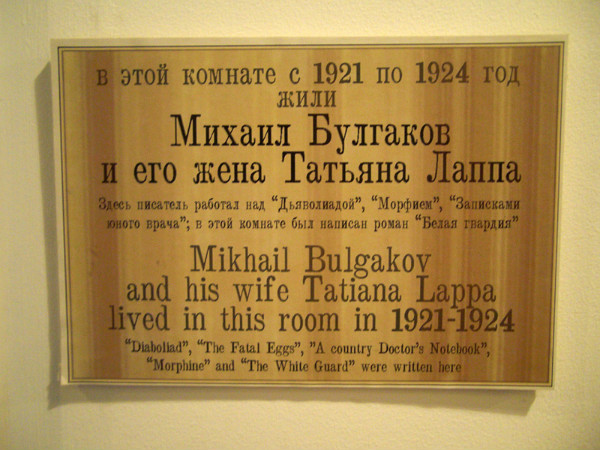 в этой комнате с 1921 по 1924 год
жили
Михаил Булгаков
и его жена Татьяна Лаппа
Здесь писатель работал над “Дьяволиадой”, “Морфием”, “Записками
юного врача”; в этой комнате был написан роман “Белая гвардия”
Mikhail Bulgakov
and his wife Tatiana Lappa
lived in this room in 1921-1924
“Diaboliad”, “The Fatal Eggs”, ”A country Doctor’s Notebook”,
“Morphine” and “The White Guard” were written here